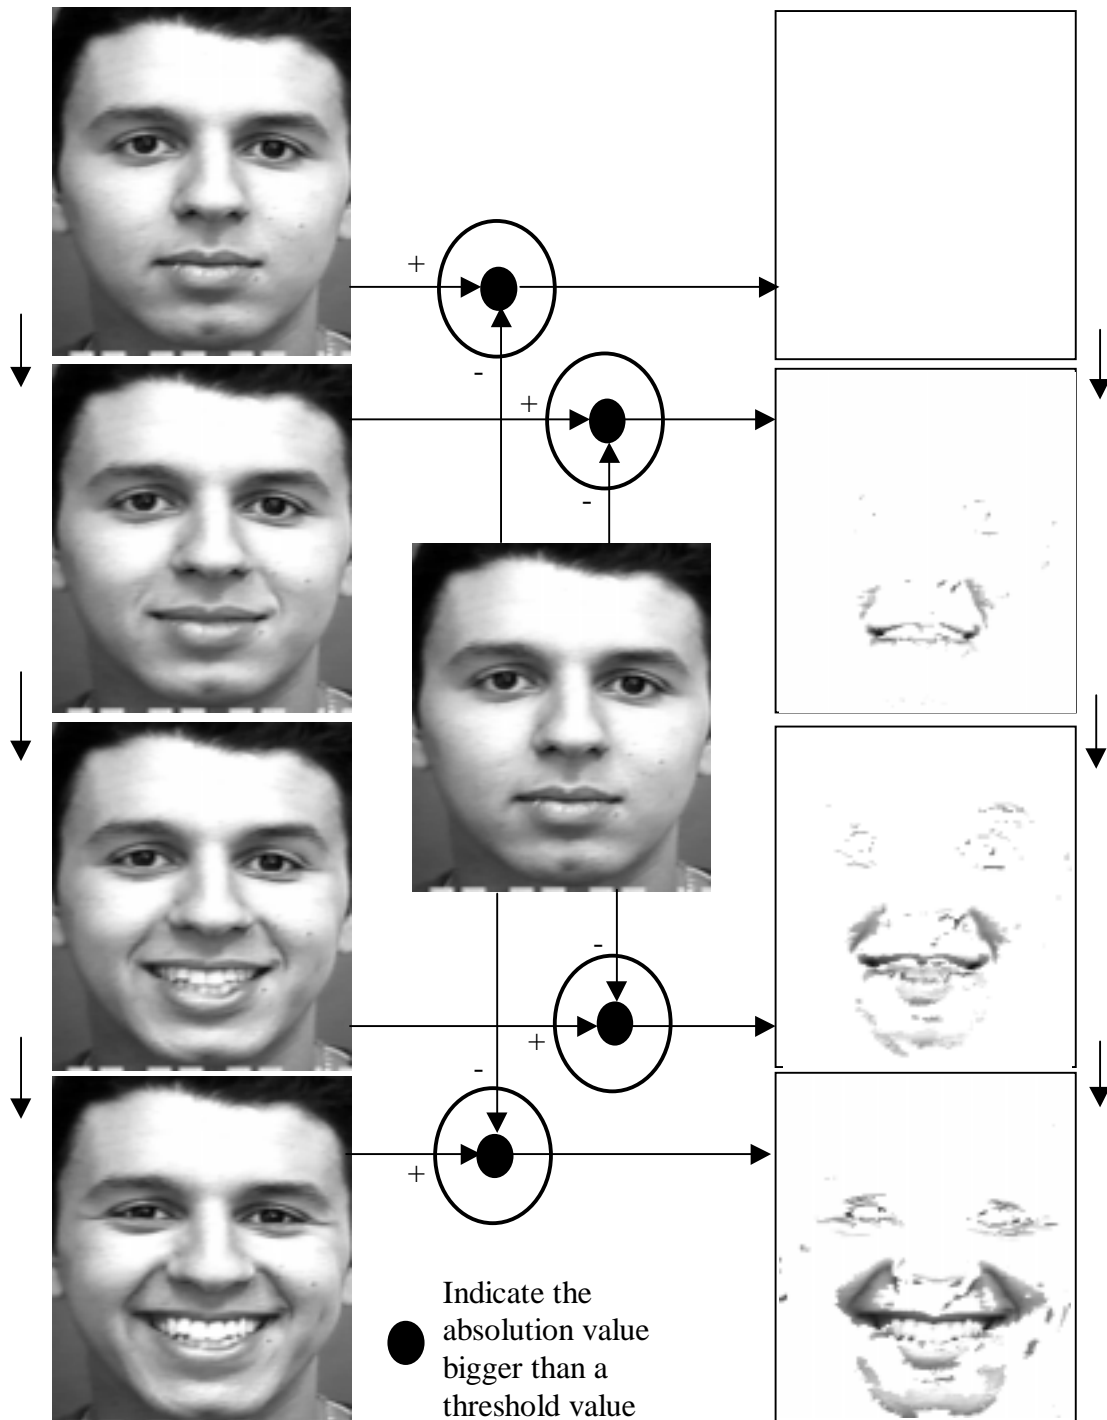 +
-
+
-
-
+
-
+
Indicate the
absolution value
bigger than a
threshold value